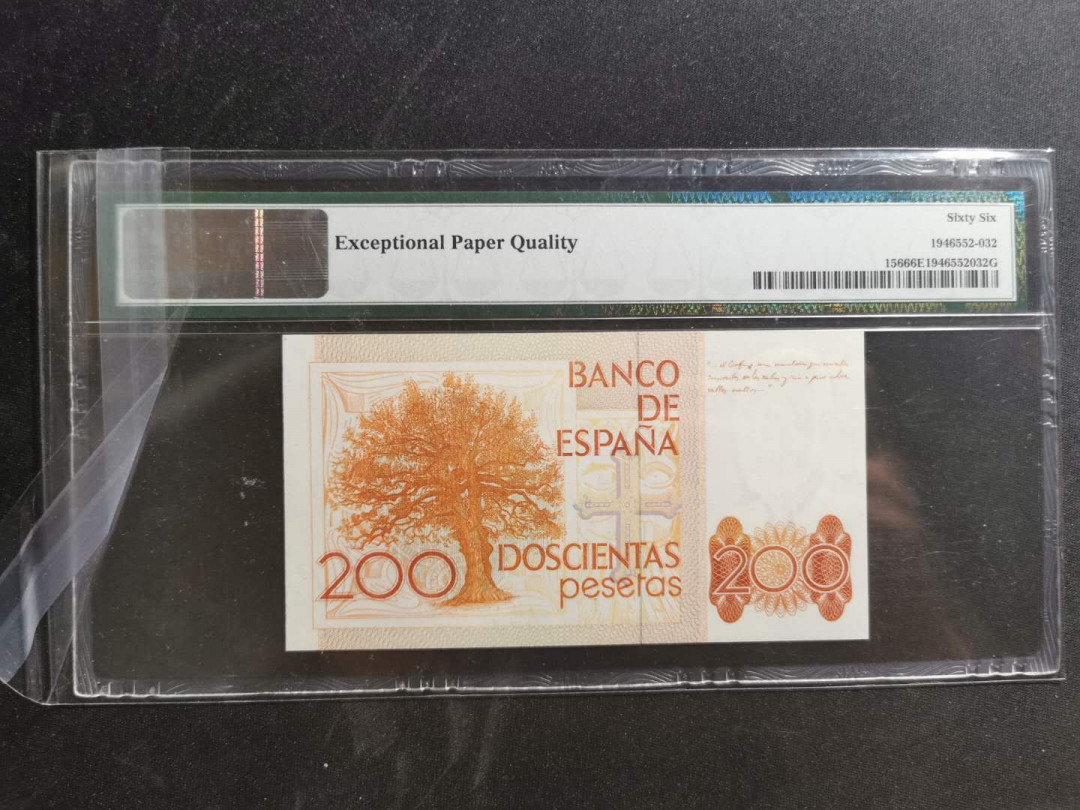 Sixty Six
Exceptional Paper Quality
1946552-032
15666E1946552032G
BANCO
DE
ESPAÑA
200
DOSCIENTAS
pesetas
200